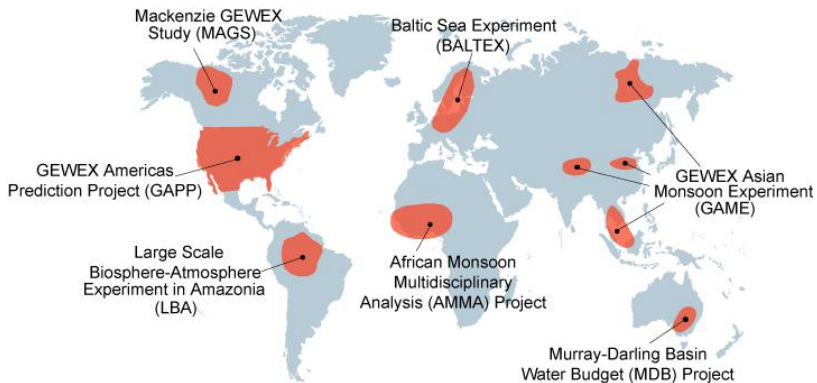 Mackenzie GEWEX
Study (MAGS)
Baltic Sea Experiment
(BALTEX)
GEWEX Americas
Prediction Project (GAPP)
GEWEX Asian
Monsoon Experiment
(GAME)
Large Scale
Biosphere-Atmosphere
Experiment in Amazonia
(LBA)
African Monsoon
Multidisciplinary
Analysis (AMMA) Project
Murray-Darling Basin
Water Budget (MDB) Project